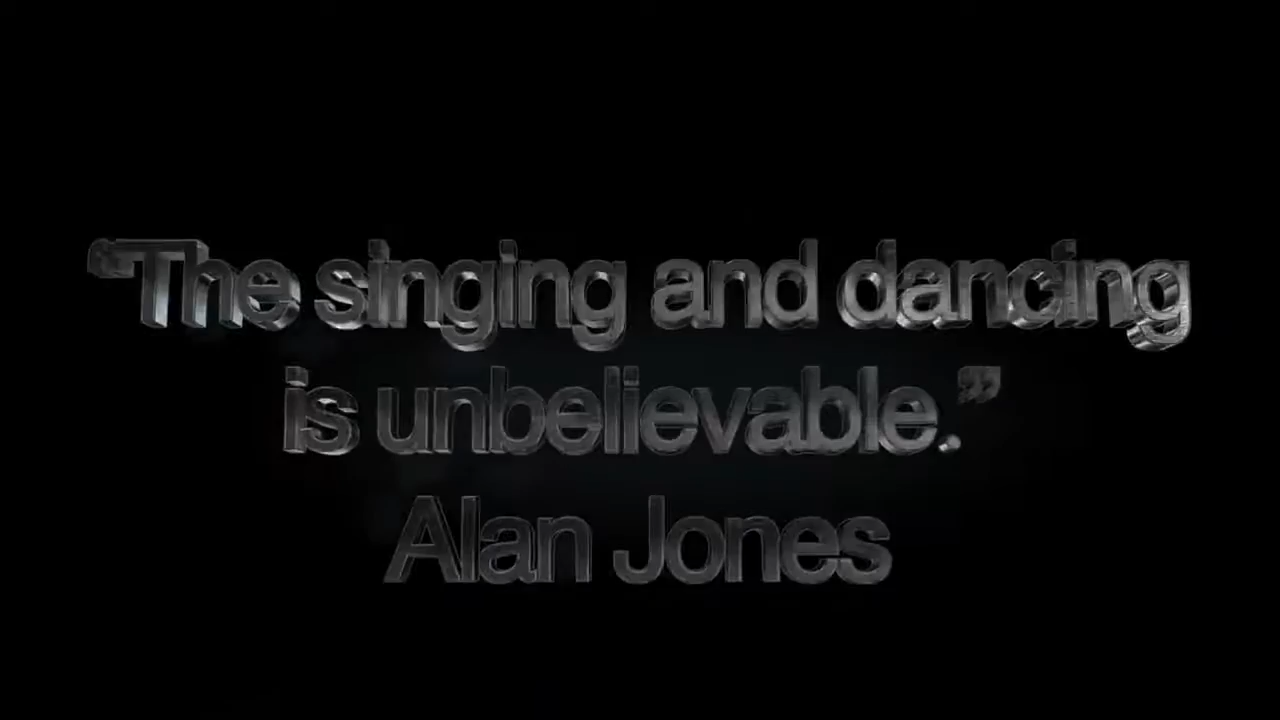 “The singing and dancing
is unbelievable.”
Alan Jones